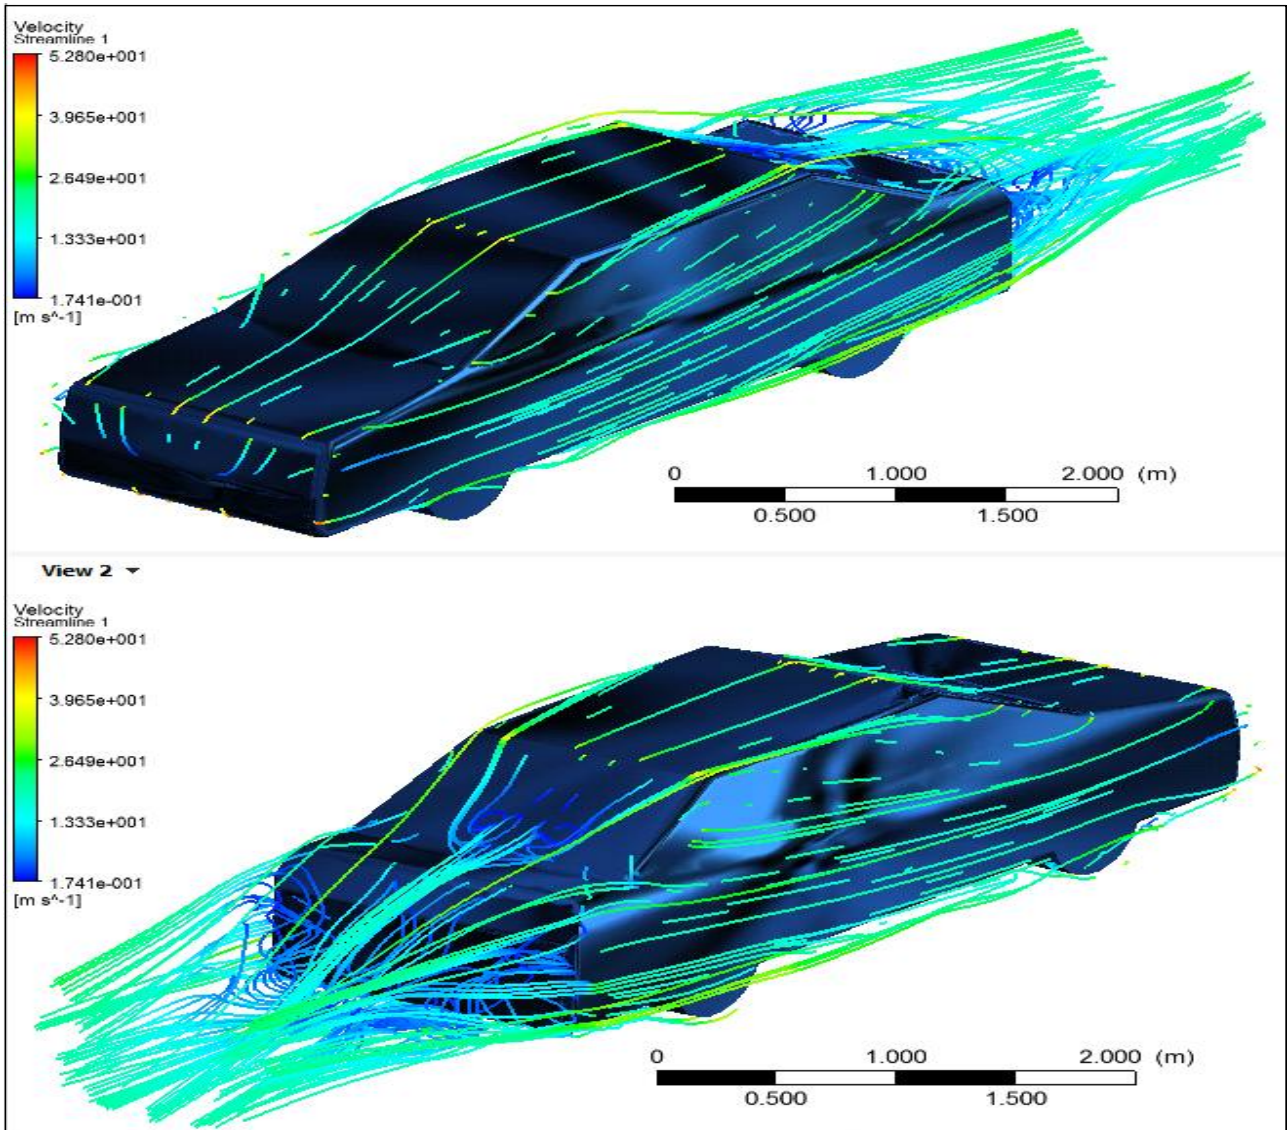 Velocity
Streamline 1
5.280e+001
3.965e+001
2.649e+001
1.333e+001
1.741e-001
[m s^-1]
0 1.000 2.000 (m)
0.500 1.500
View 2
Velocity
Streamline 1
5.280e+001
3.965e+001
2.649e+001
1.333e+001
1.741e-001
[m s^-1]
0 1.000 2.000 (m)
0.500 1.500